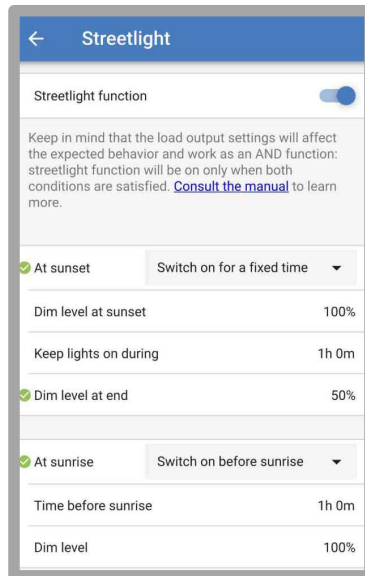 Streetlight
Streetlight function
Keep in mind that the load output settings will affect
the expected behavior and work as an AND function:
streetlight function will be on only when both
conditions are satisfied. Consult the manual to learn
more.
At sunset Switch on for a fixed time
Dim level at sunset 100%
Keep lights on during 1h 0m
Dim level at end 50%
At sunrise Switch on before sunrise
Time before sunrise 1h 0m
Dim level 100%